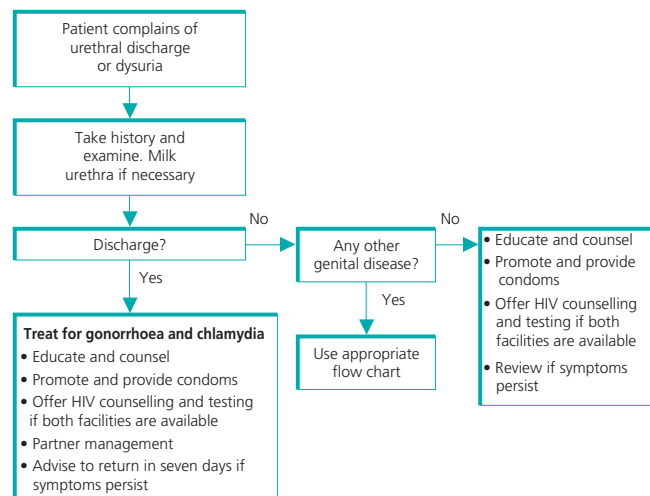 Patient complains of
urethral discharge
or dysuria
Take history and
examine. Milk
urethra if necessary
Discharge?
No
Any other
genital disease?
No
• Educate and counsel
• Promote and provide
condoms
• Offer HIV counselling
and testing if both
facilities are available
• Review if symptoms
persist
Yes
Yes
Use appropriate
flow chart
Treat for gonorrhoea and chlamydia
• Educate and counsel
• Promote and provide condoms
• Offer HIV counselling and testing
if both facilities are available
• Partner management
• Advise to return in seven days if
symptoms persist